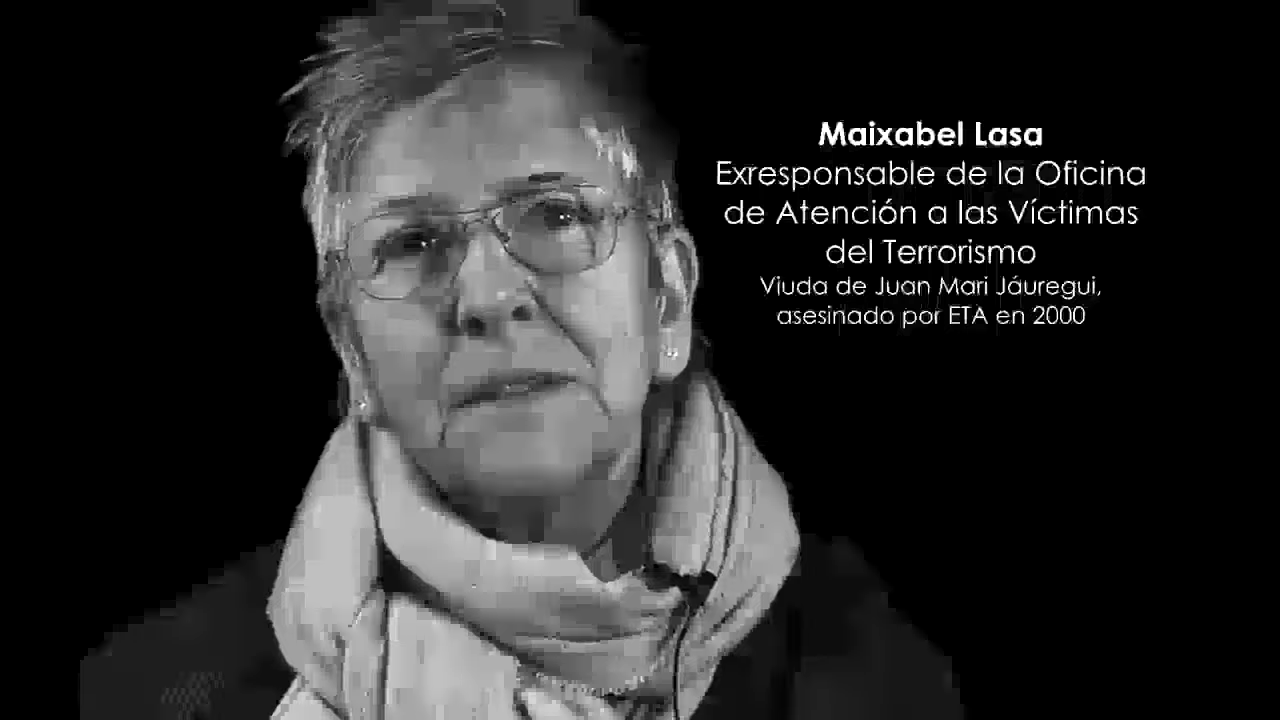 Maixabel Lasa
Exresponsable de la Oficina
de Atención a las Víctimas
del Terrorismo
Viuda de Juan Mari Jáuregui,
asesinado por ETA en 2000